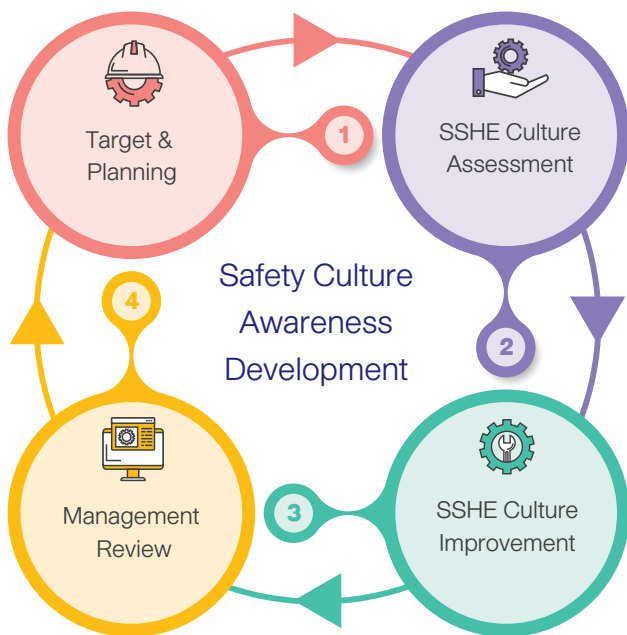 Target &
Planning
1
SSHE Culture
Assessment
2
Safety Culture
Awareness
Development
4
3
SSHE Culture
Improvement
Management
Review